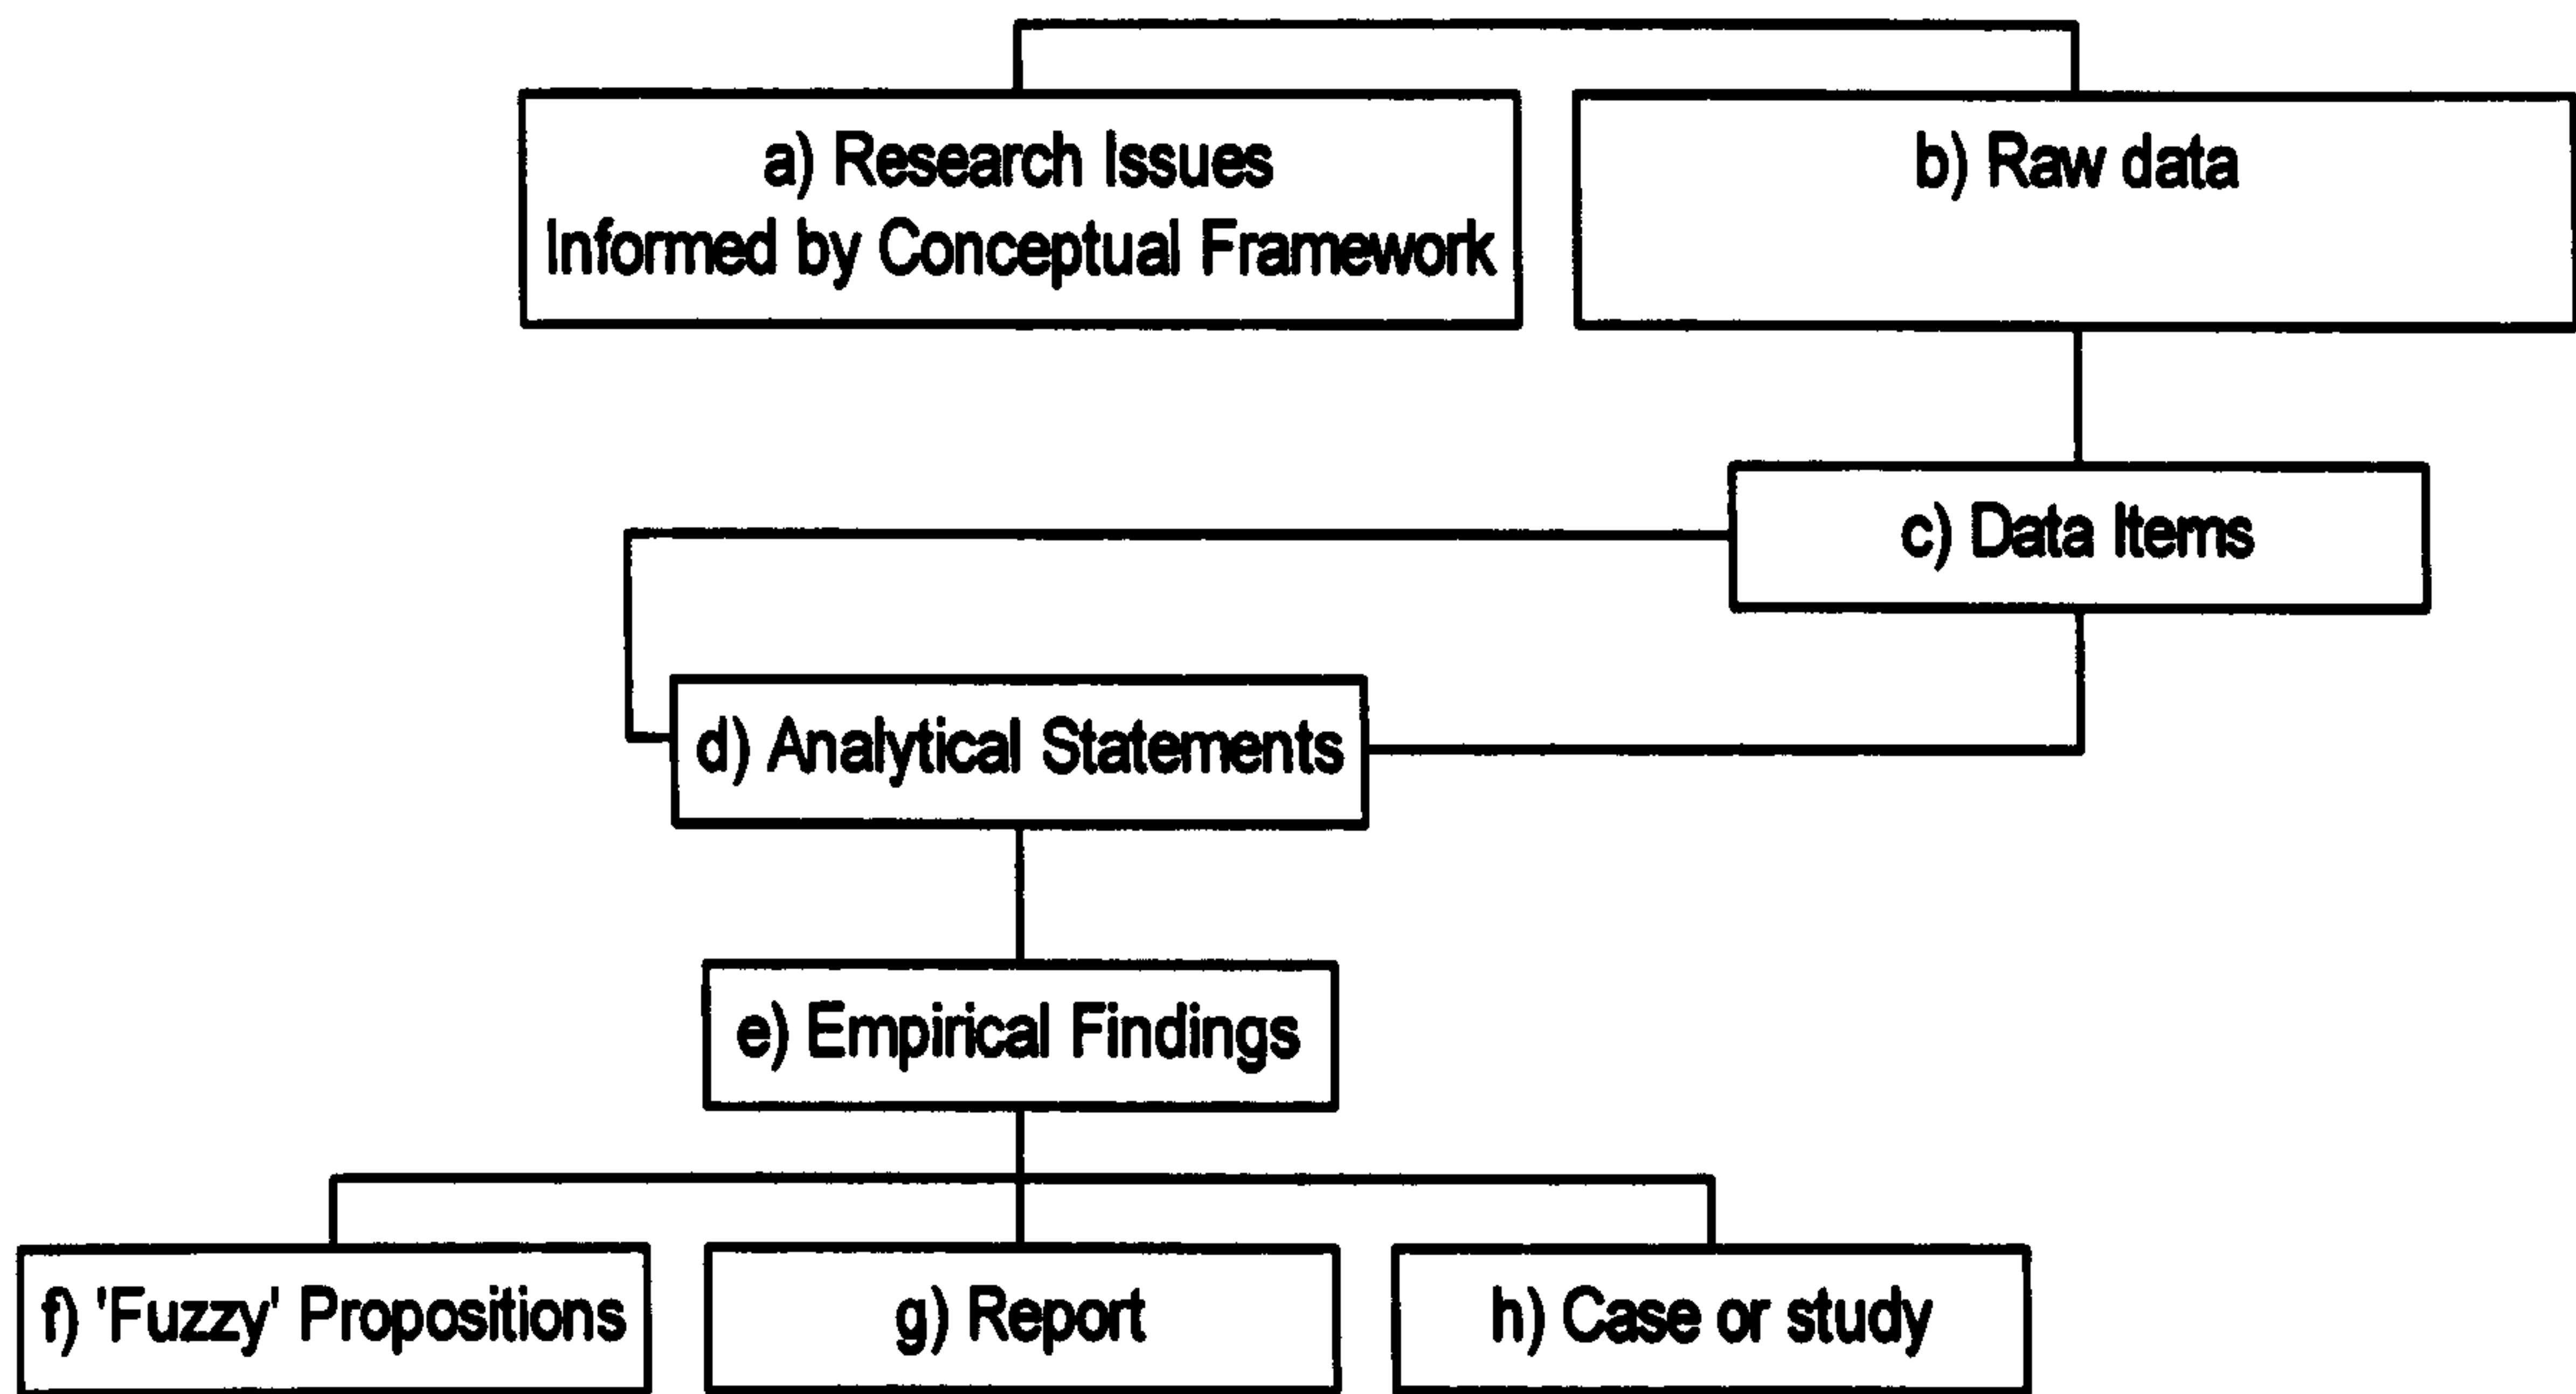 a) Research Issues
Informed by Conceptual Framework
b) Raw data
c) Data Items
d) Analytical Statements
e) Empirical Findings
f) 'Fuzzy' Propositions
g) Report
h) Case or study